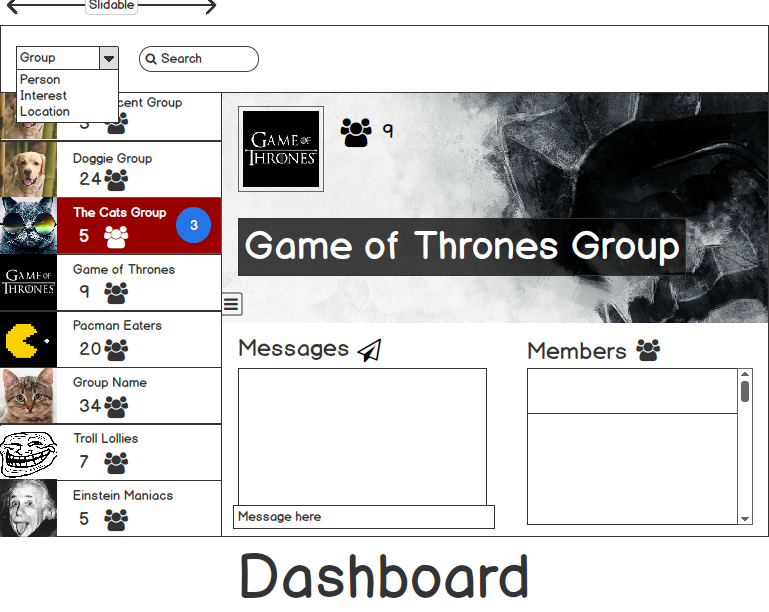 Slidable
Group
Search
Person
Interest
Location
cent Group
3
Doggie Group
24
The Cats Group
5
3
Game of Thrones
9
Pacman Eaters
20
Group Name
34
Troll Lollies
7
Einstein Maniacs
5
GAME OF
THRONES
GAME OF
THRONES
9
Game of Thrones Group
Messages
Message here
Members
Dashboard